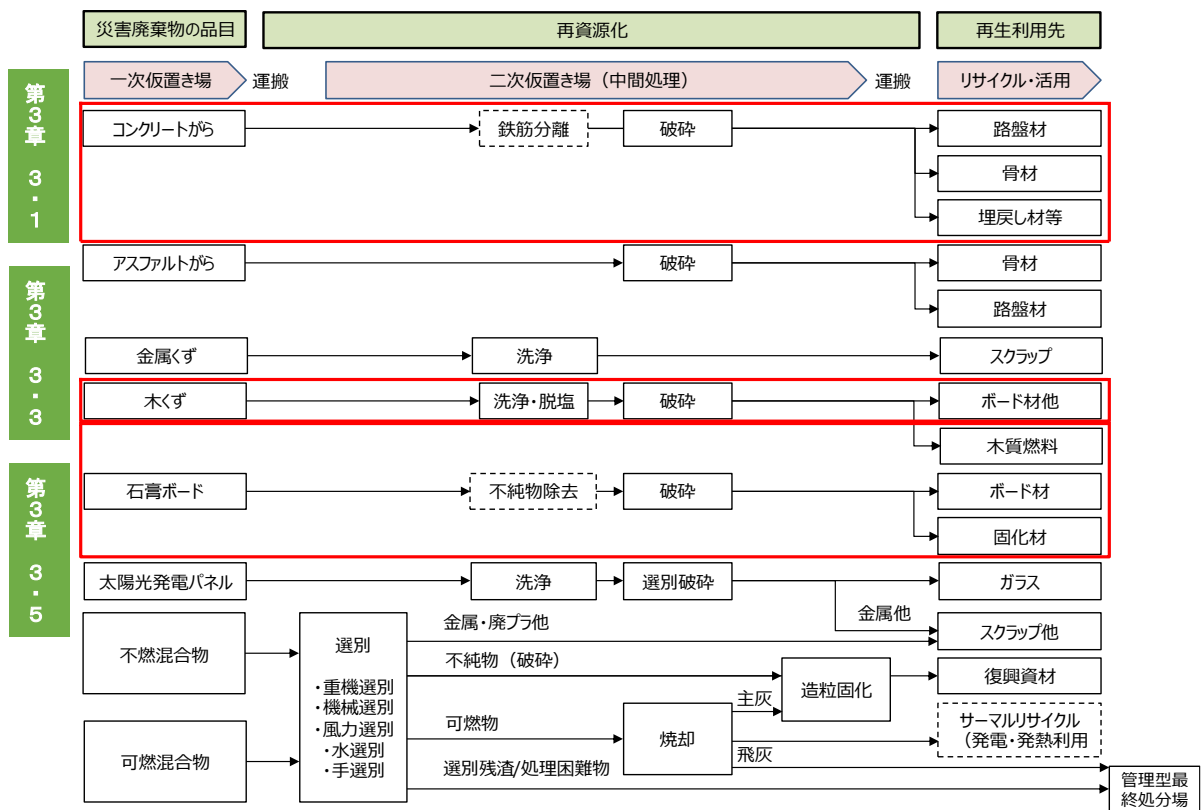 災害廃棄物の品目
再資源化
再生利用先
一次仮置き場
運搬
二次仮置き場（中間処理）
運搬
リサイクル・活用
第3章 3・1
コンクリートがら
鉄筋分離
破砕
路盤材
骨材
埋戻し材等
第3章 3・3
アスファルトがら
破砕
骨材
路盤材
金属くず
洗浄
スクラップ
木くず
洗浄・脱塩
破砕
ボード材他
木質燃料
第3章 3・5
石膏ボード
不純物除去
破砕
ボード材
固化材
太陽光発電パネル
洗浄
選別破砕
ガラス
金属他
スクラップ他
不燃混合物
可燃混合物
選別
・重機選別
・機械選別
・風力選別
・水選別
・手選別
金属・廃プラ他
不純物（破砕）
造粒固化
復興資材
主灰
可燃物
焼却
サーマルリサイクル
（発電・発熱利用
飛灰
選別残渣/処理困難物
管理型最
終処分場